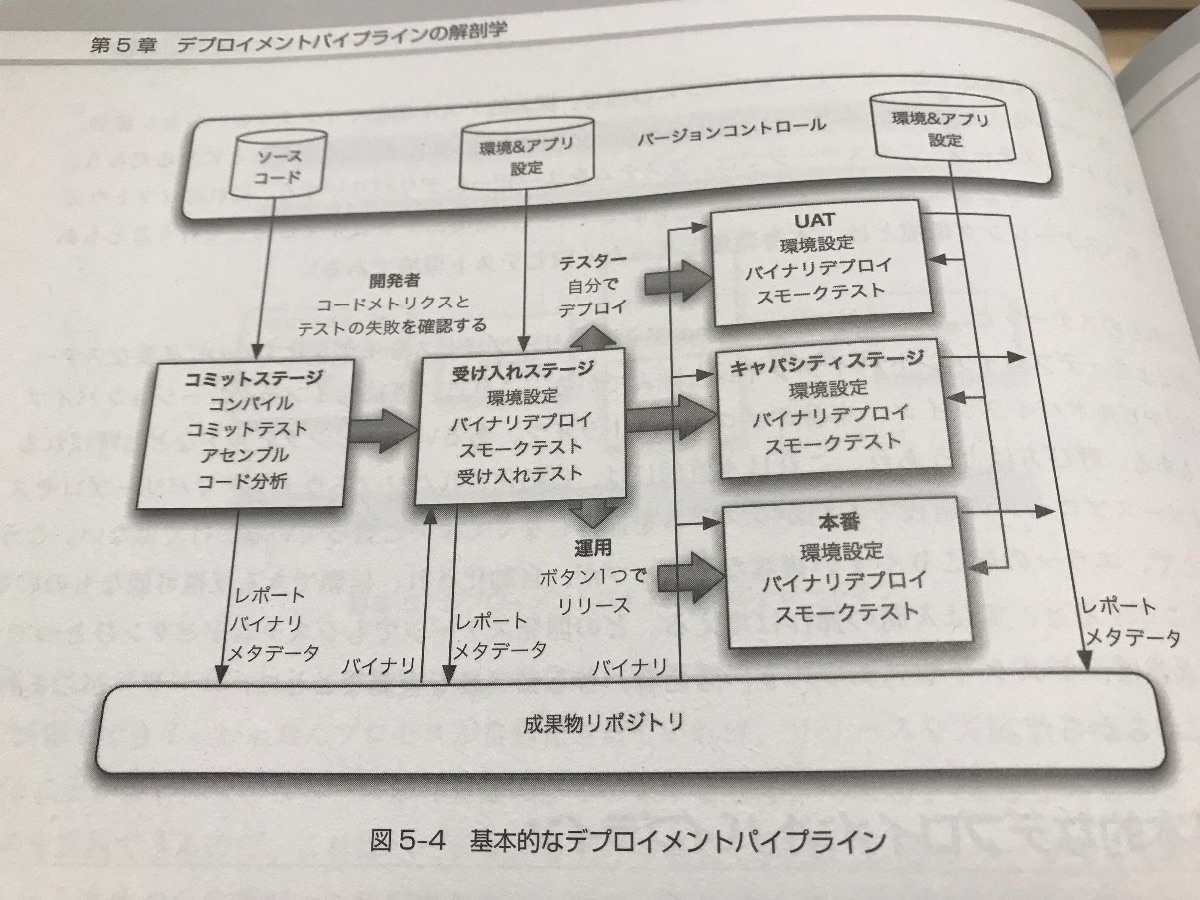 第5章 デプロイメントパイプラインの解剖学
ソース
コード
環境&アプリ
設定
バージョンコントロール
環境&アプリ
設定
開発者
コードメトリクスと
テストの失敗を確認する
テスター
自分で
デプロイ
UAT
環境設定
バイナリデプロイ
スモークテスト
コミットステージ
コンパイル
コミットテスト
アセンブル
コード分析
受け入れステージ
環境設定
バイナリデプロイ
スモークテスト
受け入れテスト
キャパシティステージ
環境設定
バイナリデプロイ
スモークテスト
運用
ボタン1つで
リリース
本番
環境設定
バイナリデプロイ
スモークテスト
レポート
バイナリ
メタデータ
バイナリ
レポート
メタデータ
バイナリ
レポート
メタデータ
成果物リポジトリ
図5-4 基本的なデプロイメントパイプライン